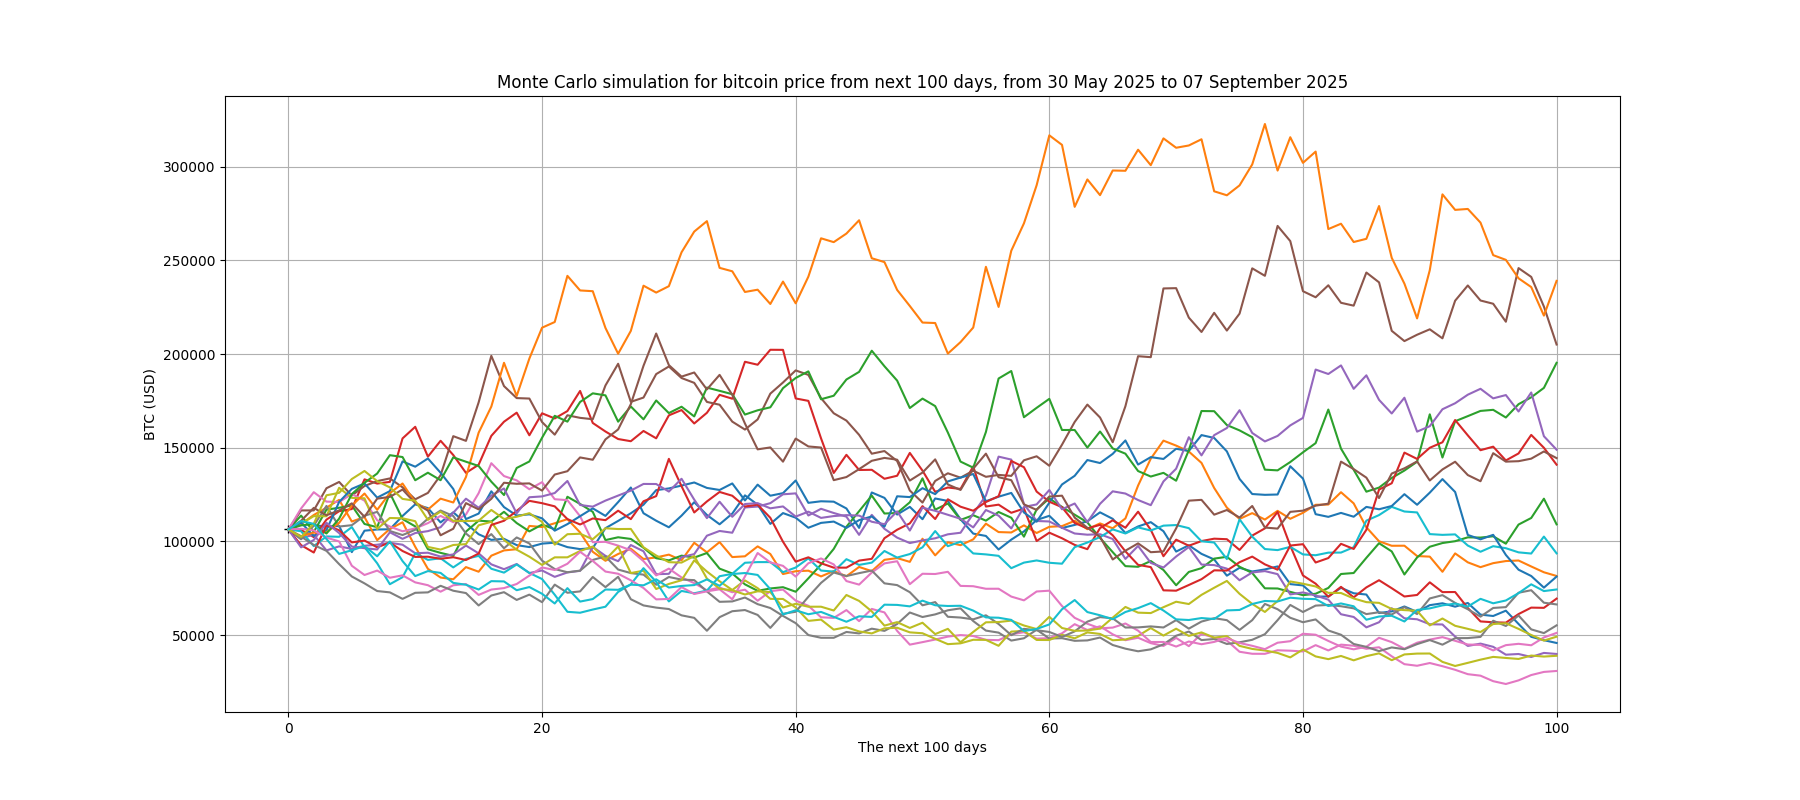 Monte Carlo simulation for bitcoin price from next 100 days, from 30 May 2025 to 07 September 2025
300000
250000
200000
150000
100000
50000
BTC (USD)
0 20 40 60 80 100
The next 100 days